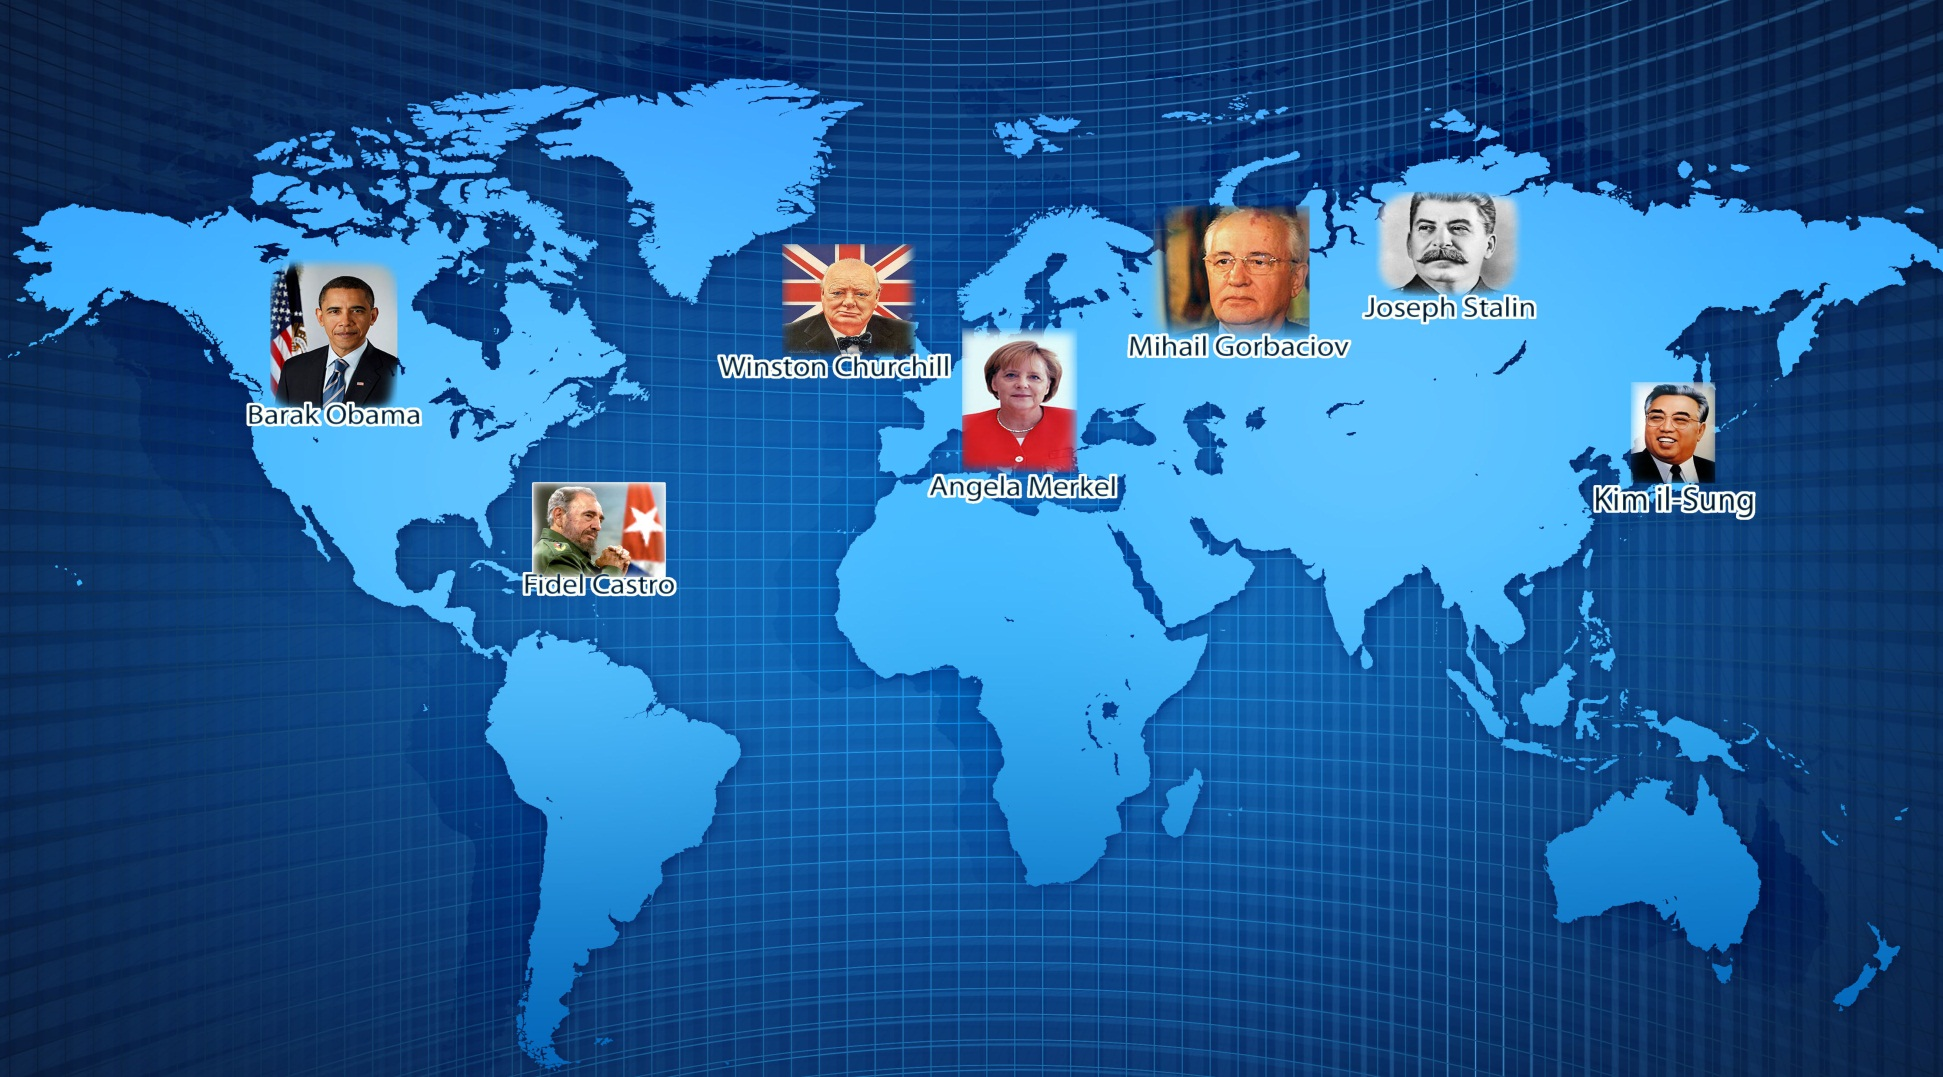 Joseph Stalin
Mihail Gorbaciov
Winston Churchill
Barak Obama
Angela Merkel
Kim il-Sung
Fidel Castro